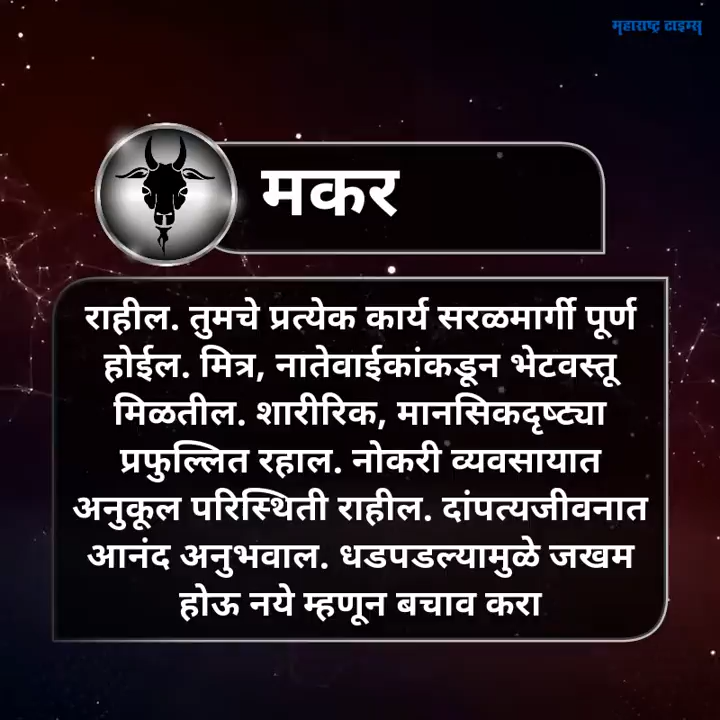 महाराष्ट्र टाइम्स
मकर
राहील. तुमचे प्रत्येक कार्य सरळमार्गी पूर्ण
होईल. मित्र, नातेवाईकांकडून भेटवस्तू
मिळतील. शारीरिक, मानसिकदृष्ट्या
प्रफुल्लित रहाल. नोकरी व्यवसायात
अनुकूल परिस्थिती राहील. दांपत्यजीवनात
आनंद अनुभवाल. धडपडल्यामुळे जखम
होऊ नये म्हणून बचाव करा